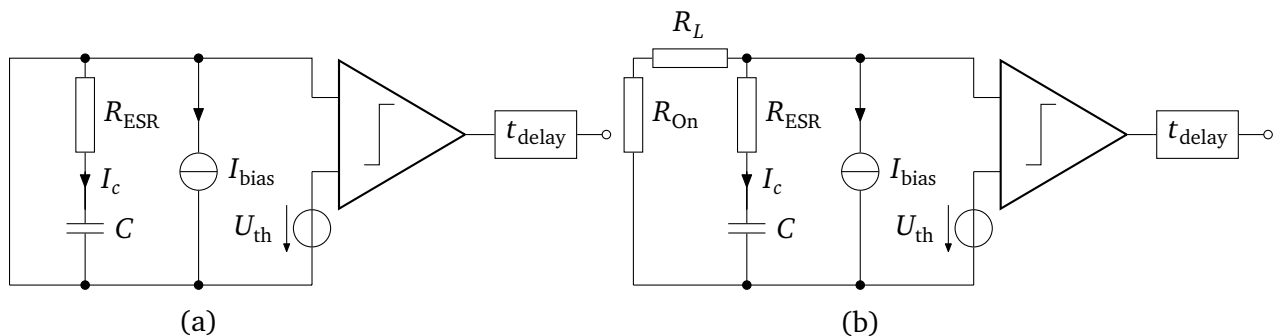 R_ESR
I_c
C
I_bias
U_th
t_delay
(a)
R_L
R_On
R_ESR
I_c
C
I_bias
U_th
t_delay
(b)